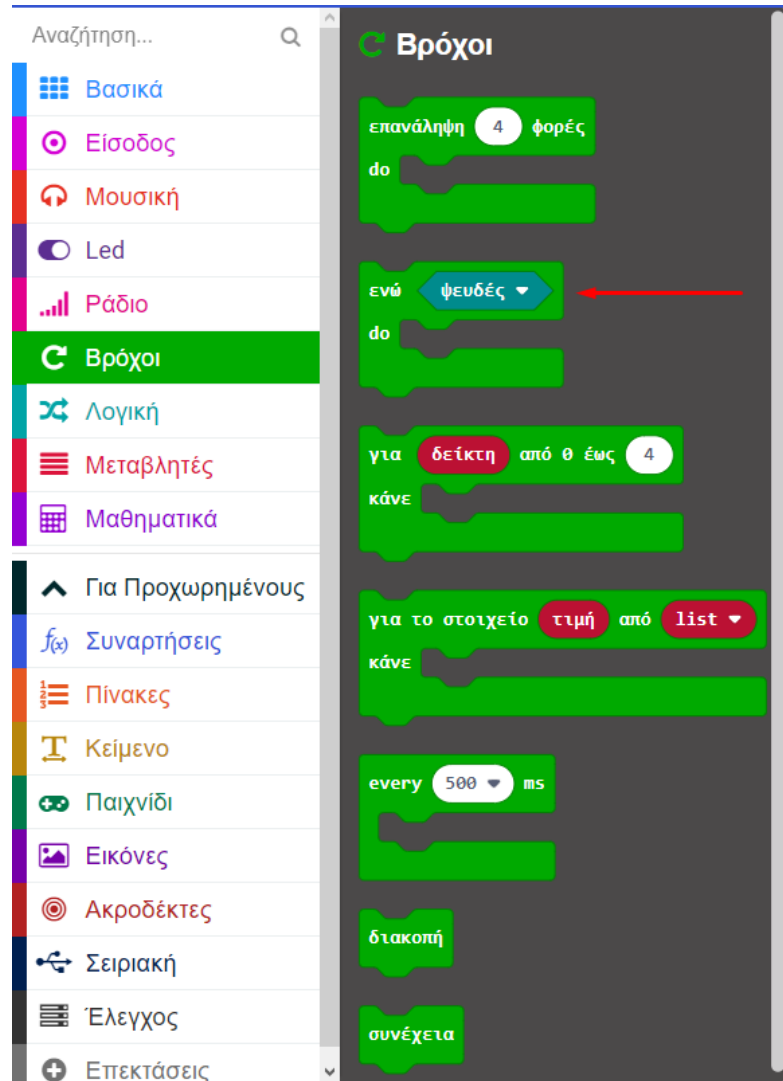 Αναζήτηση...
Βασικά
Είσοδος
Μουσική
Led
Ράδιο
Βρόχοι
Λογική
Μεταβλητές
Μαθηματικά
Για Προχωρημένους
f(x) Συναρτήσεις
Πίνακες
Κείμενο
Παιχνίδι
Εικόνες
Ακροδέκτες
Σειριακή
Έλεγχος
Επεκτάσεις
Βρόχοι
επανάληψη 4 φορές
do
ενώ ψευδές
do
για δείκτη από 0 έως 4
κάνε
για το στοιχείο τιμή από list
κάνε
every 500 ms
διακοπή
συνέχεια